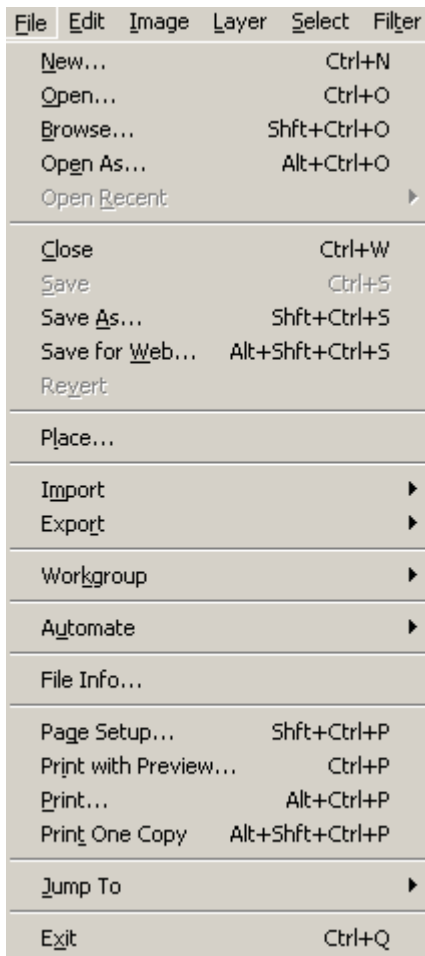 File Edit Image Layer Select Filter
New... Ctrl+N
Open... Ctrl+O
Browse... Shft+Ctrl+O
Open As... Alt+Ctrl+O
Open Recent
Close Ctrl+W
Save Ctrl+S
Save As... Shft+Ctrl+S
Save for Web... Alt+Shft+Ctrl+S
Revert
Place...
Import
Export
Workgroup
Automate
File Info...
Page Setup... Shft+Ctrl+P
Print with Preview... Ctrl+P
Print... Alt+Ctrl+P
Print One Copy Alt+Shft+Ctrl+P
Jump To
Exit Ctrl+Q